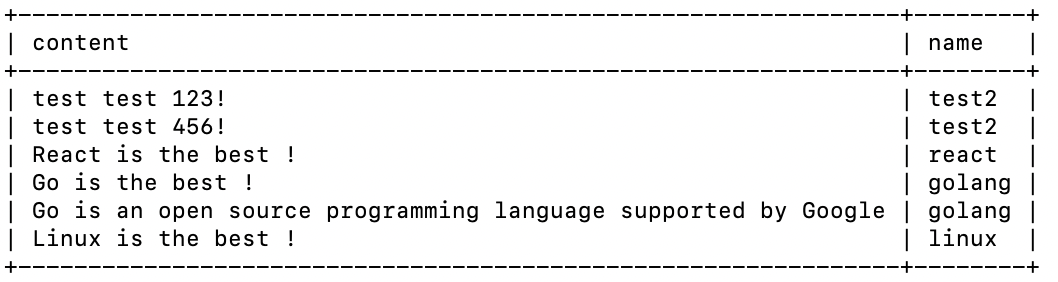 +---------------------------------------------------------------+--------+
| content                                                       | name   |
+---------------------------------------------------------------+--------+
| test test 123!                                                | test2  |
| test test 456!                                                | test2  |
| React is the best !                                           | react  |
| Go is the best !                                              | golang |
| Go is an open source programming language supported by Google | golang |
| Linux is the best !                                           | linux  |
+---------------------------------------------------------------+--------+